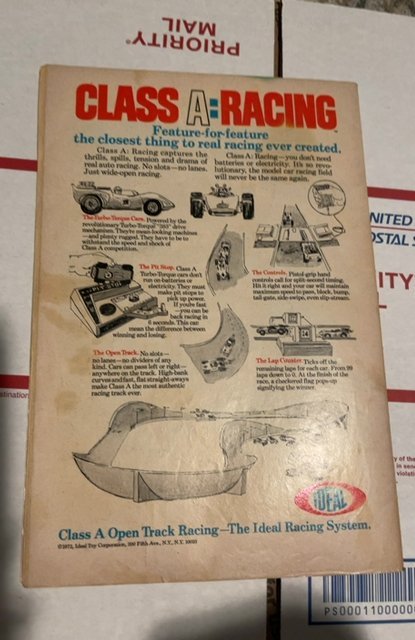 PRIORITY
MAIL
CLASS A:RACING
Feature-for-feature
the closest thing to real racing ever created.
Class A: Racing captures the
thrills, spills, tension and drama of
real auto racing. No slots—no lanes.
Just wide-open racing.
Class A: Racing—you don't need
batteries or electricity. It's so revo-
lutionary, the model car racing field
will never be the same again.
The Turbo-Torque Cars. Powered by the
revolutionary Turbo-Torque "383" drive
mechanism. They're mean looking machines
—and plenty rugged. They have to be to
withstand the speed and shock of
Class A competition.
The Pit Stop. Class A
Turbo-Torque cars don't
run on batteries or
electricity. They must
make pit stops to
pick up power.
If you're fast
—you can be
back racing in
6 seconds. This can
mean the difference between
winning and losing.
The Controls. Pistol-grip hand
controls call for split-second timing.
Hit it right and your car will maintain
maximum speed to pass, block, bump,
tail-gate, side-swipe, even slip-stream.
The Open Track. No slots—
no lanes—no dividers of any
kind. Cars can pass left or right—
anywhere on the track. High-bank
curves and fast, flat straight-aways
make Class A the most authentic
racing track ever.
The Lap Counter. Ticks off the
remaining laps for each car. From 99
laps down to 0. At the finish of the
race, a checkered flag pops-up
signifying the winner.
IDEAL
Class A Open Track Racing—The Ideal Racing System.
©1972, Ideal Toy Corporation, 200 Fifth Ave., N.Y., N.Y. 10010
UNITED
OSTAL S
ITY
y of the
in sen
violati
PS00011000000